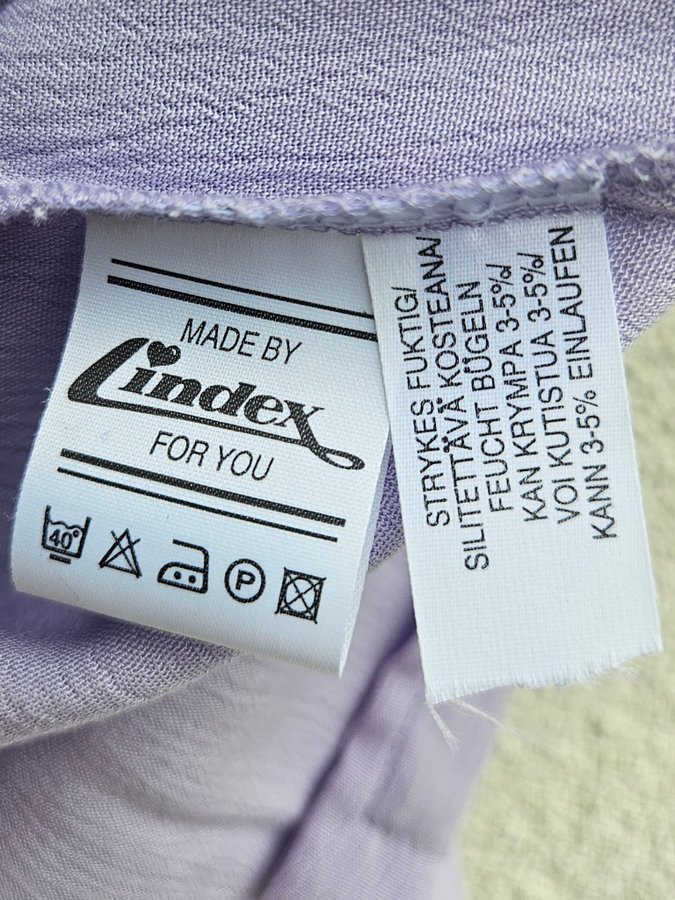 MADE BY
Lindex
FOR YOU
40°
P
STRYKES FUKTIG/
SILITETTÄVÄ KOSTEANA/
FEUCHT BÜGELN
KAN KRYMPA 3-5%/
VOI KUTISTUA 3-5%/
KANN 3-5% EINLAUFEN